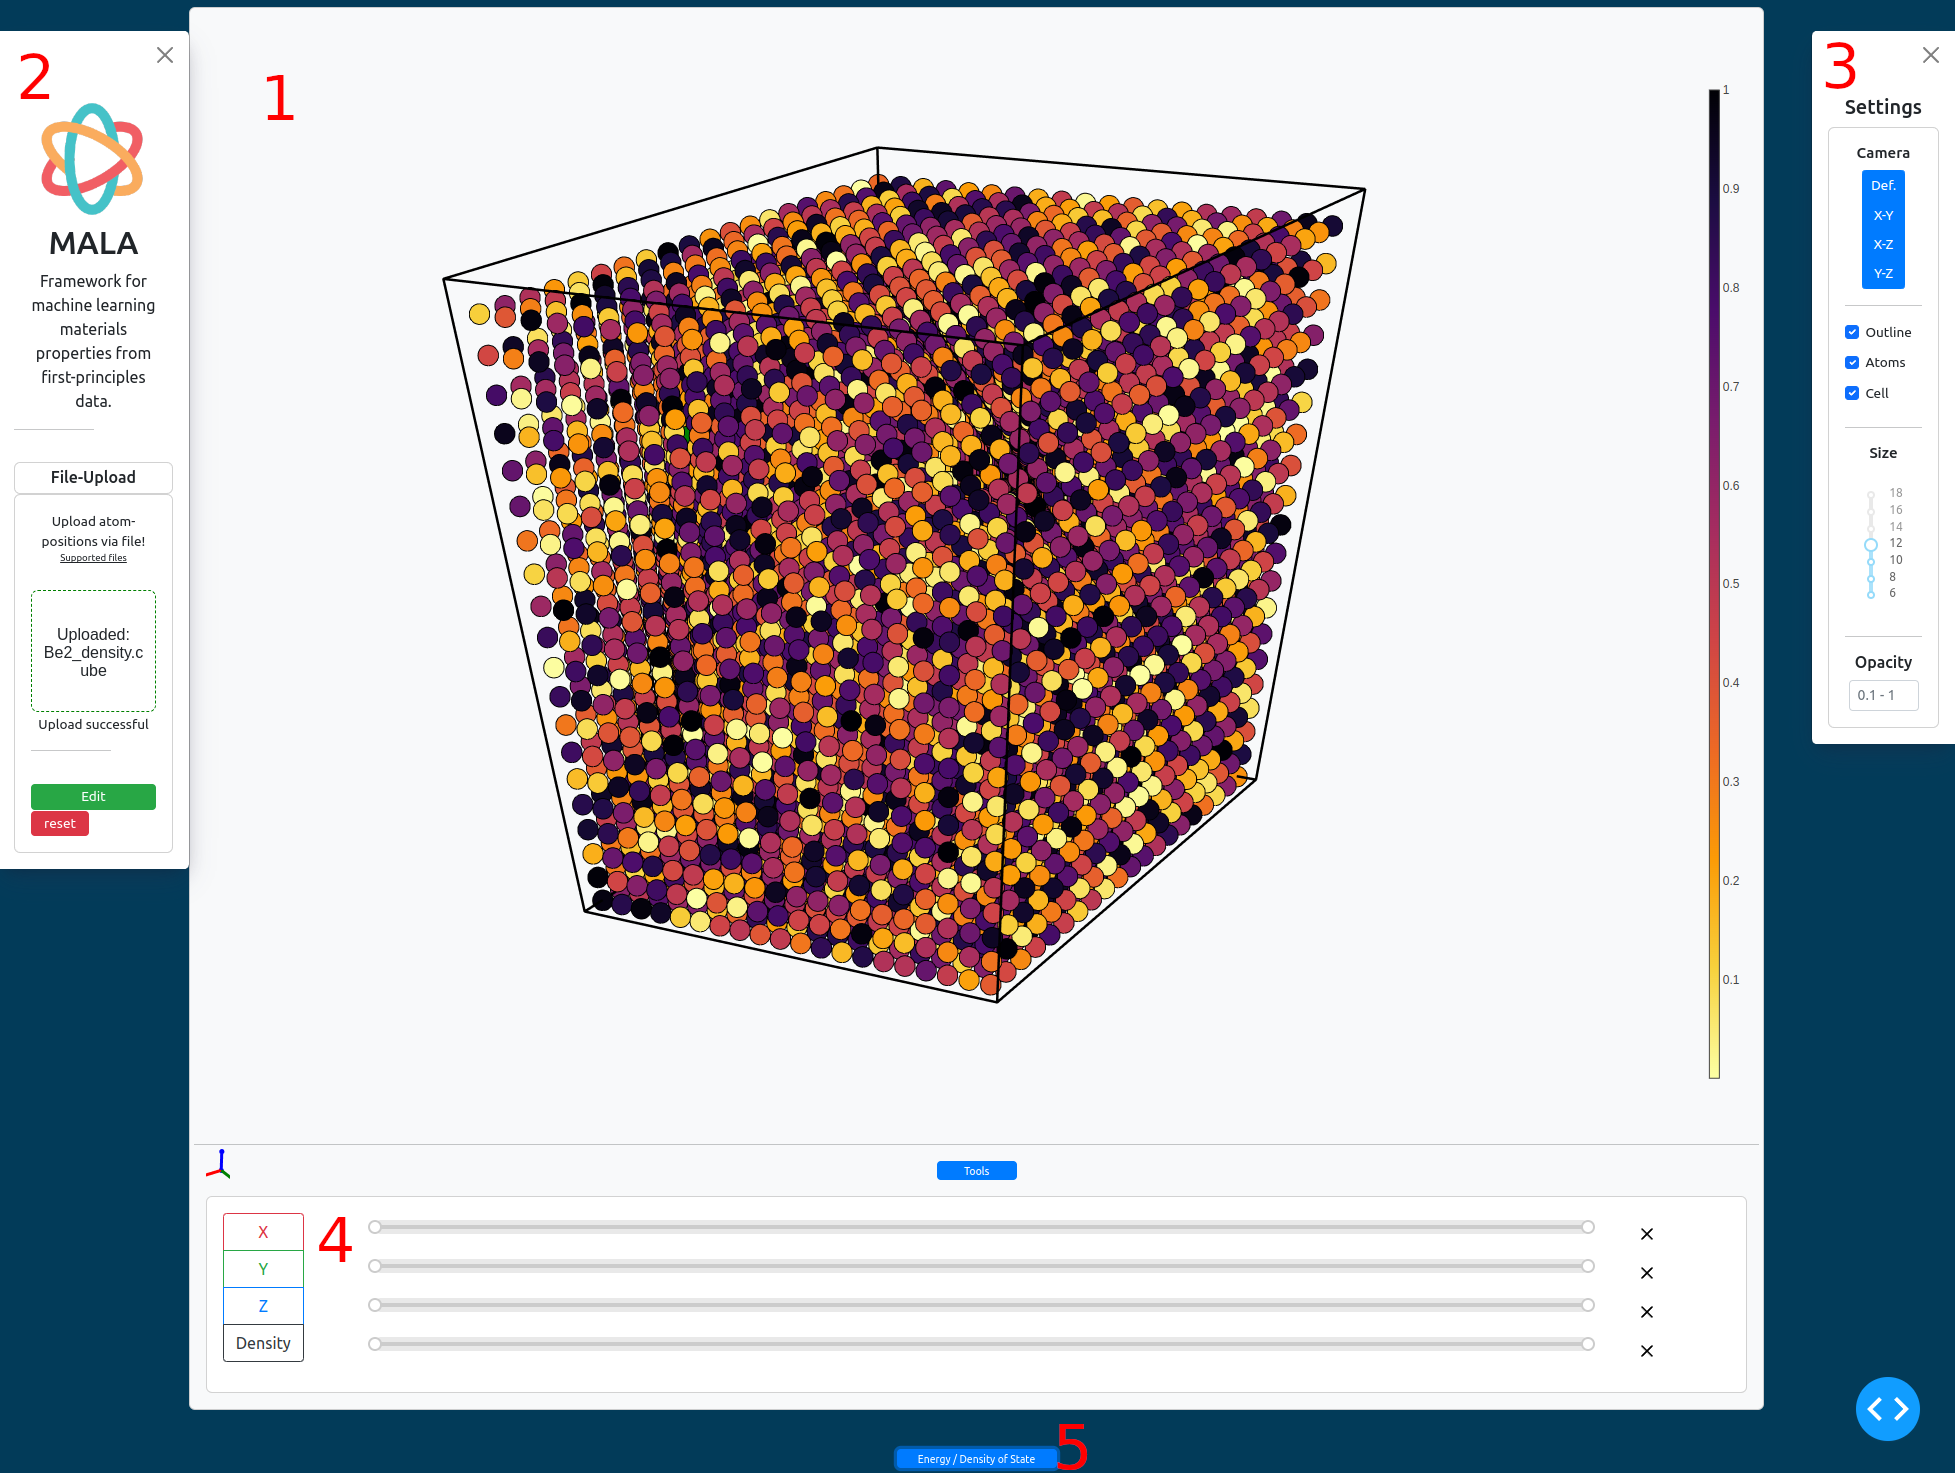 2
MALA
Framework for
machine learning
materials
properties from
first-principles
data.
File-Upload
Upload atom-
positions via file!
Supported files
Uploaded:
Be2_density.c
ube
Upload successful
Edit
reset
1
1
0.9
0.8
0.7
0.6
0.5
0.4
0.3
0.2
0.1
Tools
4
X
Y
Z
Density
3
Settings
Camera
Def.
X-Y
X-Z
Y-Z
Outline
Atoms
Cell
Size
18
16
14
12
10
8
6
Opacity
0.1 - 1
5
Energy / Density of State